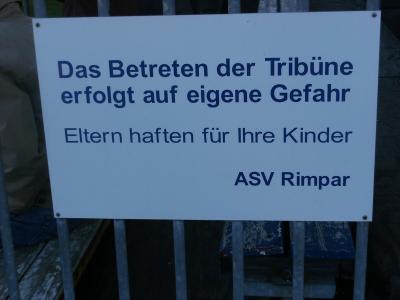 Das Betreten der Tribüne
erfolgt auf eigene Gefahr
Eltern haften für Ihre Kinder
ASV Rimpar